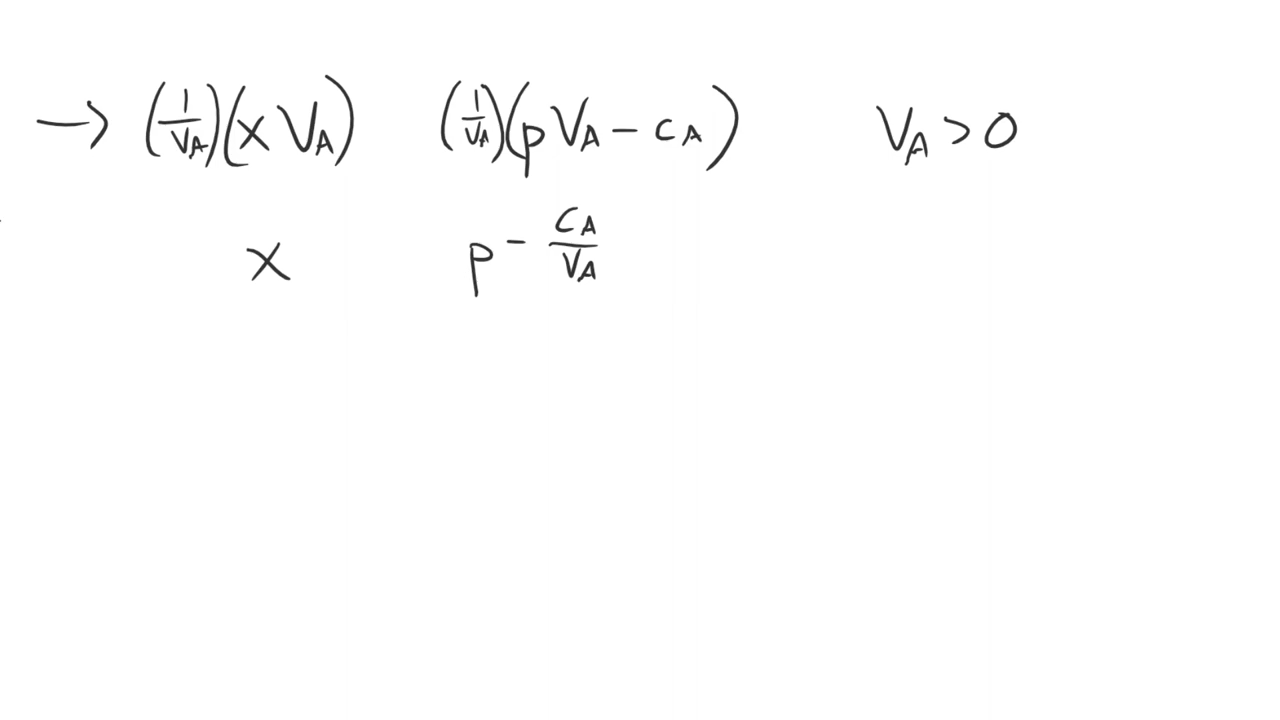 → (1/V_A)(x V_A) (1/V_A)(p V_A − c_A) V_A > 0
x p − c_A/V_A